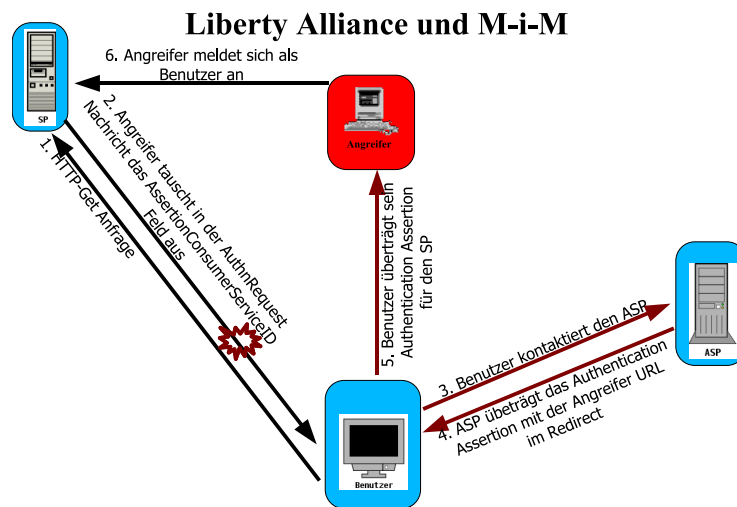 Liberty Alliance und M-i-M
6. Angreifer meldet sich als
Benutzer an
SP
Angreifer
2. Angreifer tauscht in der AuthnRequest
Nachricht das AssertionConsumerServiceID
Feld aus
1. HTTP-Get Anfrage
5. Benutzer überträgt sein
Authentication Assertion
für den SP
ASP
3. Benutzer kontaktiert den ASP
4. ASP übeträgt das Authentication
Assertion mit der Angreifer URL
im Redirect
Benutzer